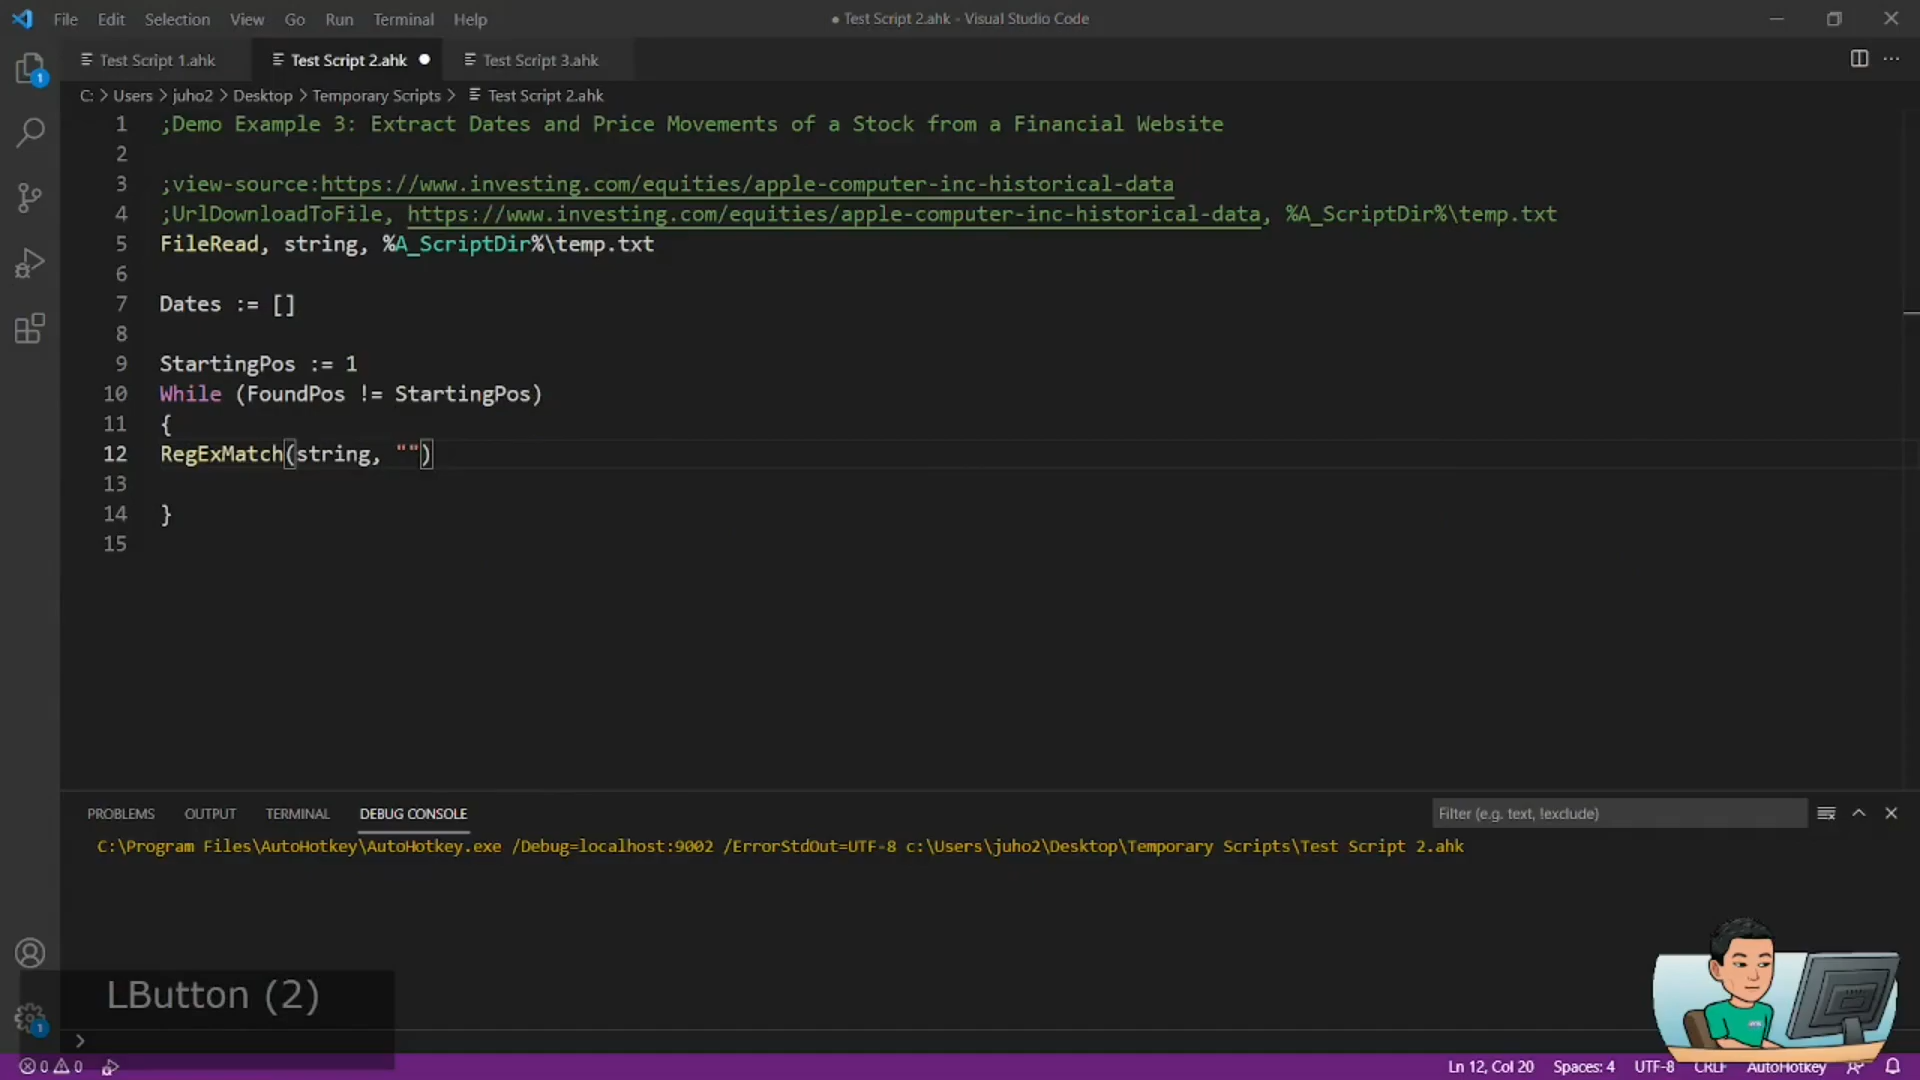 File Edit Selection View Go Run Terminal Help
● Test Script 2.ahk - Visual Studio Code
Test Script 1.ahk
Test Script 2.ahk ●
Test Script 3.ahk
C: > Users > juho2 > Desktop > Temporary Scripts > Test Script 2.ahk
1 ;Demo Example 3: Extract Dates and Price Movements of a Stock from a Financial Website
2
3 ;view-source:https://www.investing.com/equities/apple-computer-inc-historical-data
4 ;UrlDownloadToFile, https://www.investing.com/equities/apple-computer-inc-historical-data, %A_ScriptDir%\temp.txt
5 FileRead, string, %A_ScriptDir%\temp.txt
6
7 Dates := []
8
9 StartingPos := 1
10 While (FoundPos != StartingPos)
11 {
12 RegExMatch(string, "")
13
14 }
15
PROBLEMS OUTPUT TERMINAL DEBUG CONSOLE
Filter (e.g. text, !exclude)
C:\Program Files\AutoHotkey\AutoHotkey.exe /Debug=localhost:9002 /ErrorStdOut=UTF-8 c:\Users\juho2\Desktop\Temporary Scripts\Test Script 2.ahk
1
LButton (2)
1
>
0 0
Ln 12, Col 20 Spaces: 4 UTF-8 CRLF AutoHotkey